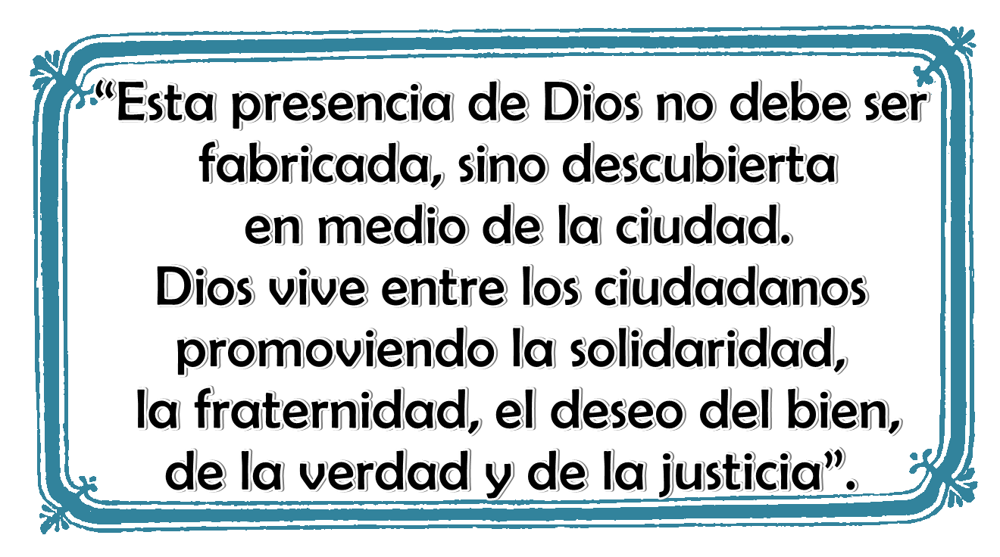 “Esta presencia de Dios no debe ser
fabricada, sino descubierta
en medio de la ciudad.
Dios vive entre los ciudadanos
promoviendo la solidaridad,
la fraternidad, el deseo del bien,
de la verdad y de la justicia”.